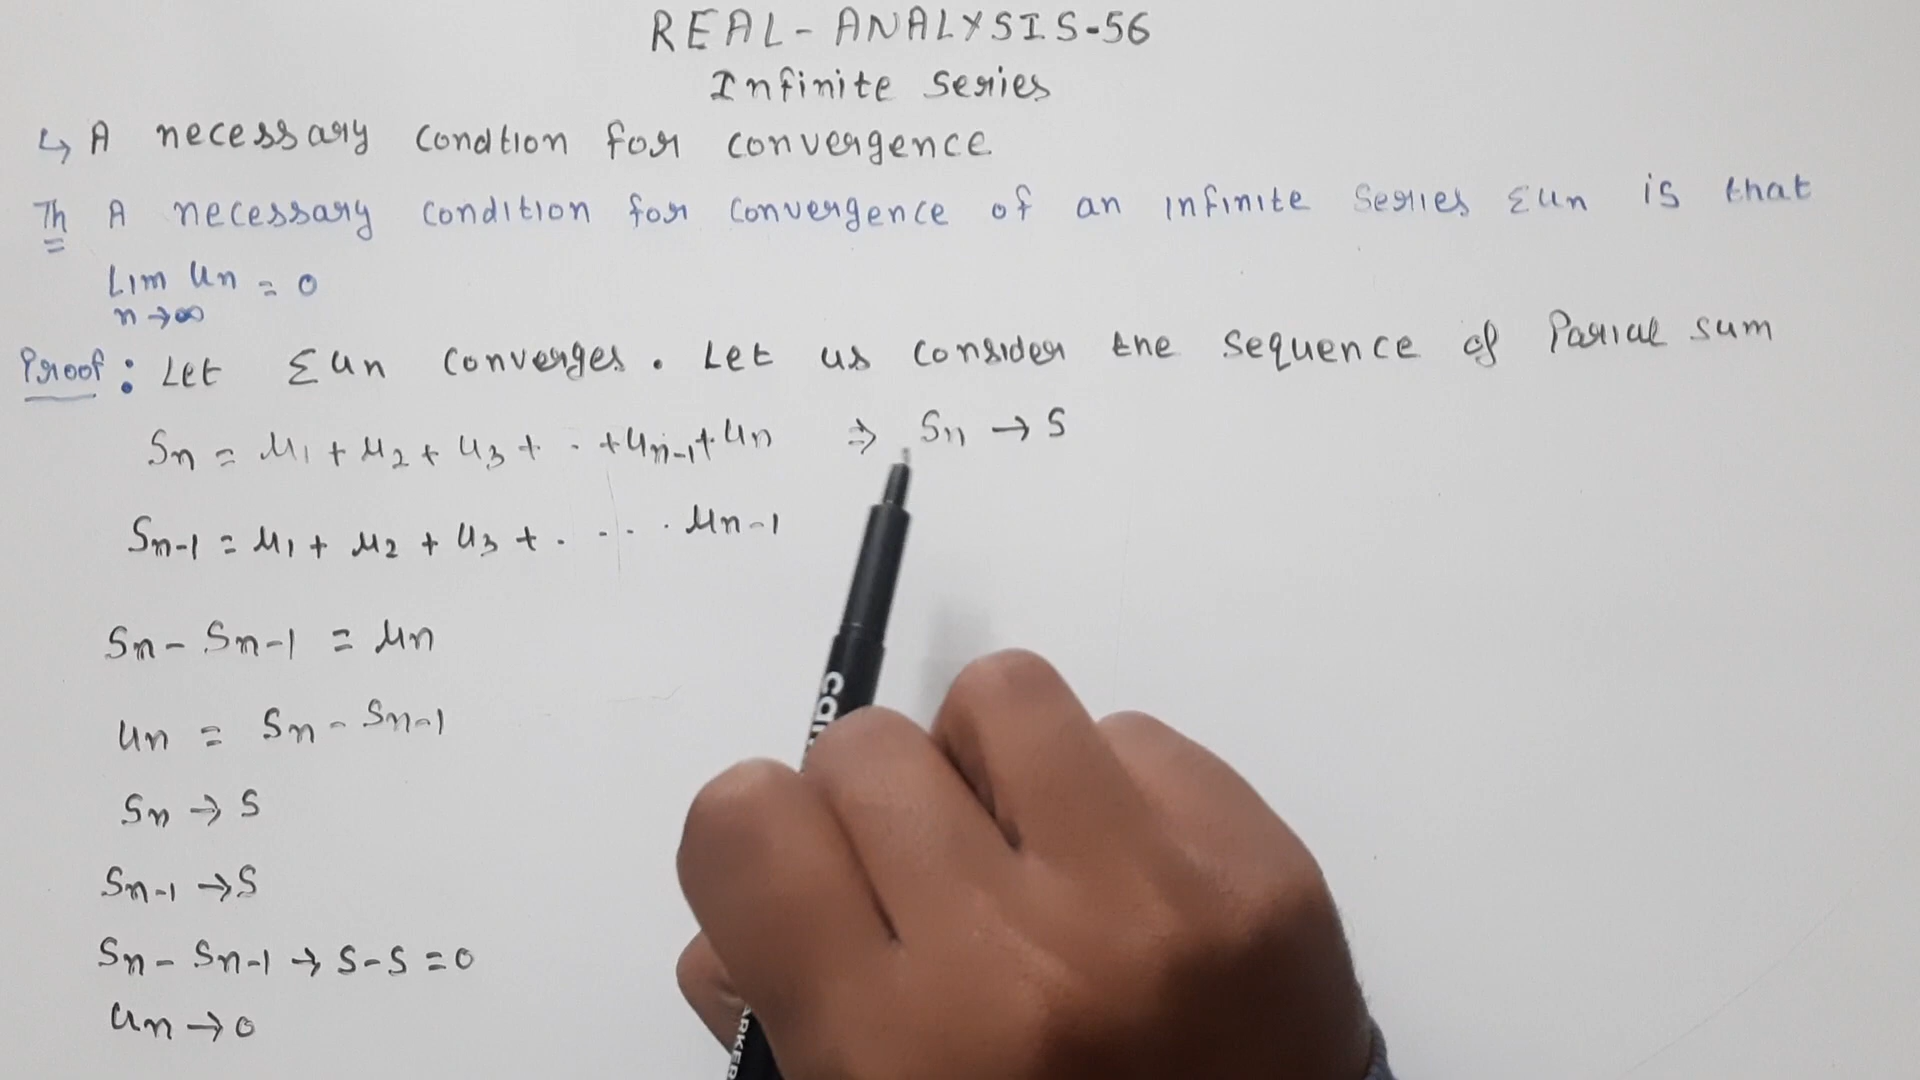 REAL-ANALYSIS-56
Infinite series
↳ A necessary condtion for convergence
Th A necessary condition for convergence of an infinite series Σun is that
Lim un = 0
n→∞
Proof: Let Σun converges. Let us consider the sequence of Parial sum
Sn = u1 + u2 + u3 + .. + un-1 + un ⇒ Sn → S
Sn-1 = u1 + u2 + u3 + ..... un-1
Sn - Sn-1 = un
un = Sn - Sn-1
Sn → S
Sn-1 → S
Sn - Sn-1 → S-S = 0
un → 0